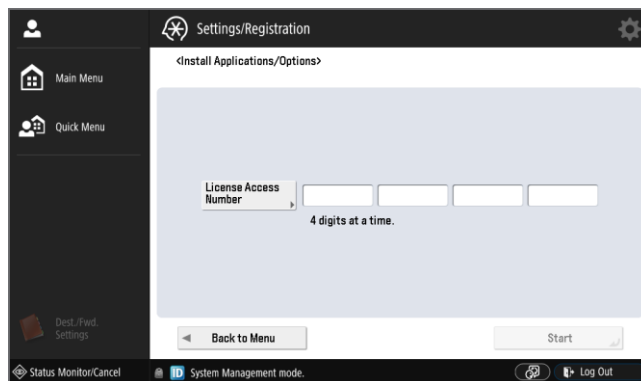 Settings/Registration
<Install Applications/Options>
Main Menu
Quick Menu
License Access
Number
4 digits at a time.
Dest./Fwd.
Settings
Back to Menu
Start
Status Monitor/Cancel
ID System Management mode.
Log Out